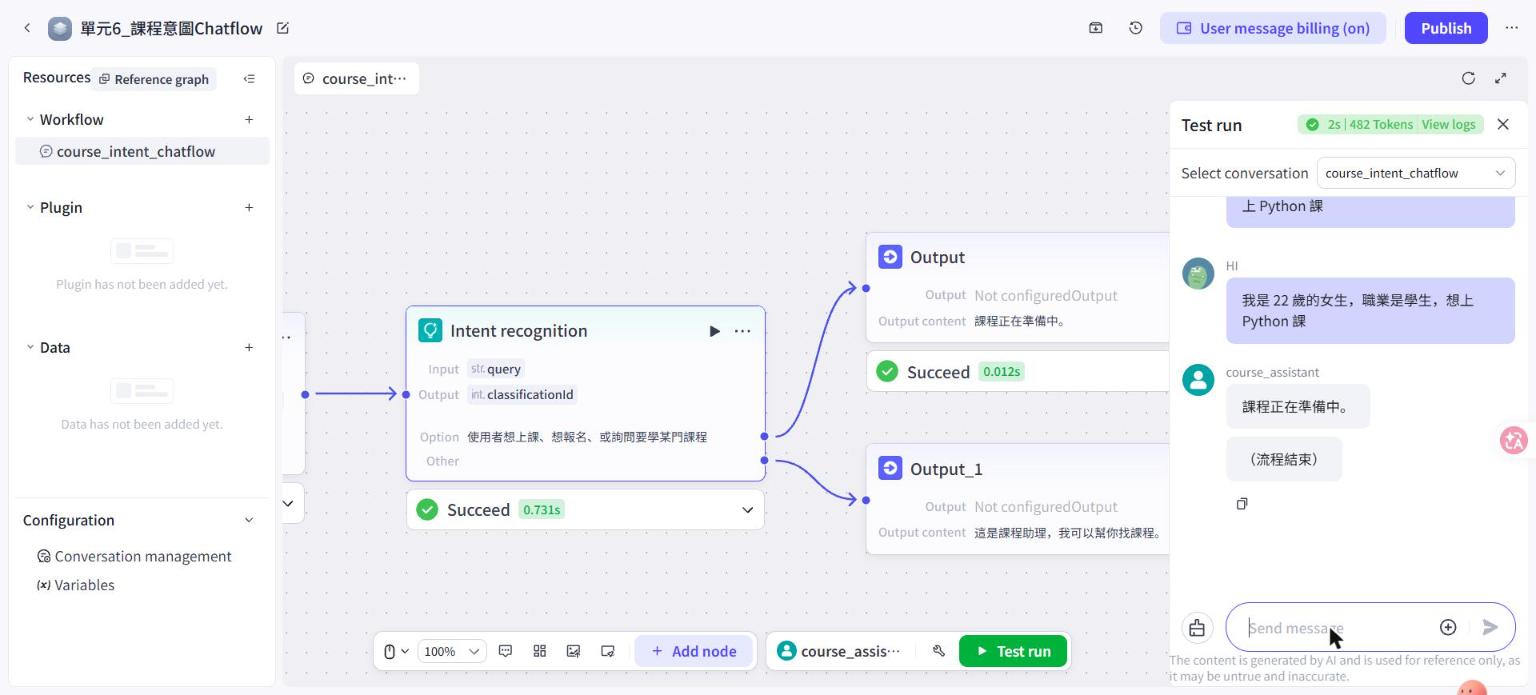 單元6_課程意圖Chatflow
User message billing (on)
Publish
Resources
Reference graph
Workflow
course_intent_chatflow
Plugin
Plugin has not been added yet.
Data
Data has not been added yet.
Configuration
Conversation management
(x) Variables
course_int···
Intent recognition
Input str. query
Output int. classificationId
Option 使用者想上課、想報名、或詢問要學某門課程
Other
Succeed 0.731s
Output
Output Not configuredOutput
Output content 課程正在準備中。
Succeed 0.012s
Output_1
Output Not configuredOutput
Output content 這是課程助理，我可以幫你找課程。
100%
Add node
course_assis···
Test run
Test run
2s | 482 Tokens View logs
Select conversation
course_intent_chatflow
上 Python 課
HI
我是 22 歲的女生，職業是學生，想上
Python 課
course_assistant
課程正在準備中。
（流程結束）
Send message
The content is generated by AI and is used for reference only, as
it may be untrue and inaccurate.